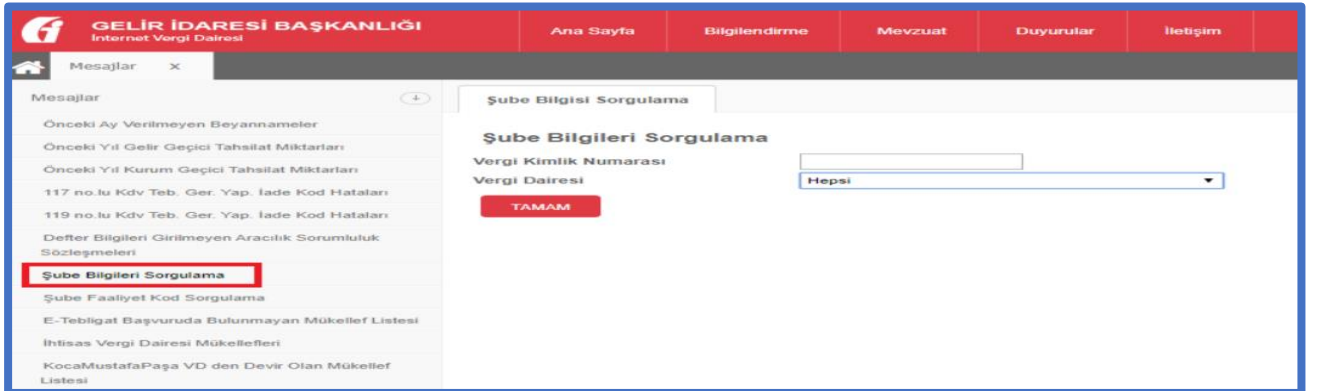 GELİR İDARESİ BAŞKANLIĞI
İnternet Vergi Dairesi
Ana Sayfa Bilgilendirme Mevzuat Duyurular İletişim
Mesajlar x
Mesajlar
Önceki Ay Verilmeyen Beyannameler
Önceki Yıl Gelir Geçici Tahsilat Miktarları
Önceki Yıl Kurum Geçici Tahsilat Miktarları
117 no.lu Kdv Teb. Ger. Yap. İade Kod Hataları
119 no.lu Kdv Teb. Ger. Yap. İade Kod Hataları
Defter Bilgileri Girilmeyen Aracılık Sorumluluk
Sözleşmeleri
Şube Bilgileri Sorgulama
Şube Faaliyet Kod Sorgulama
E-Tebligat Başvuruda Bulunmayan Mükellef Listesi
İhtisas Vergi Dairesi Mükellefleri
KocaMustafaPaşa VD den Devir Olan Mükellef
Listesi
Şube Bilgisi Sorgulama
Şube Bilgileri Sorgulama
Vergi Kimlik Numarası
Vergi Dairesi Hepsi
TAMAM